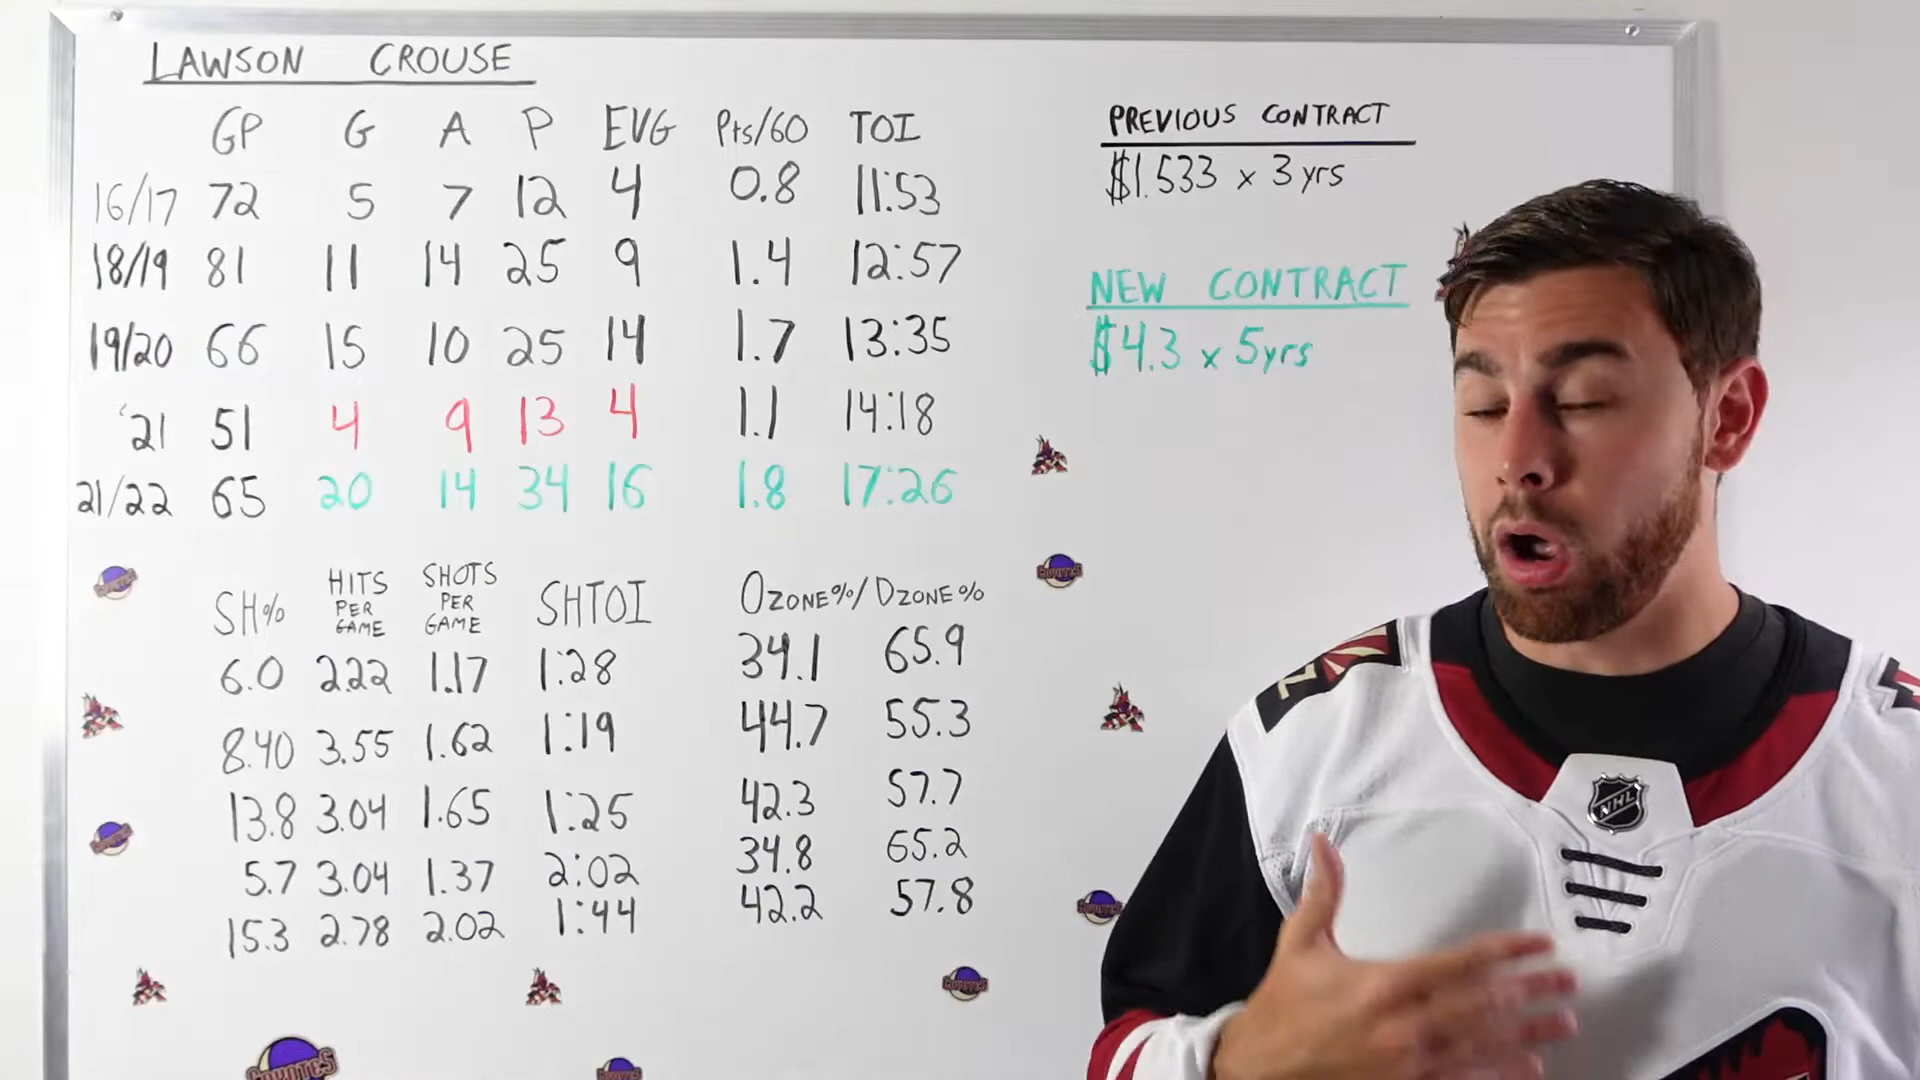 LAWSON CROUSE
GP G A P EVG Pts/60 TOI
16/17 72 5 7 12 4 0.8 11:53
18/19 81 11 14 25 9 1.4 12:57
19/20 66 15 10 25 14 1.7 13:35
'21 51 4 9 13 4 1.1 14:18
21/22 65 20 14 34 16 1.8 17:26
SH% HITS PER GAME SHOTS PER GAME SHTOI OZONE%/DZONE%
6.0 2.22 1.17 1:28 34.1 65.9
8.40 3.55 1.62 1:19 44.7 55.3
13.8 3.04 1.65 1:25 42.3 57.7
5.7 3.04 1.37 2:02 34.8 65.2
15.3 2.78 2.02 1:44 42.2 57.8
PREVIOUS CONTRACT
$1.533 x 3yrs
NEW CONTRACT
$4.3 x 5yrs
COYOTES
NHL